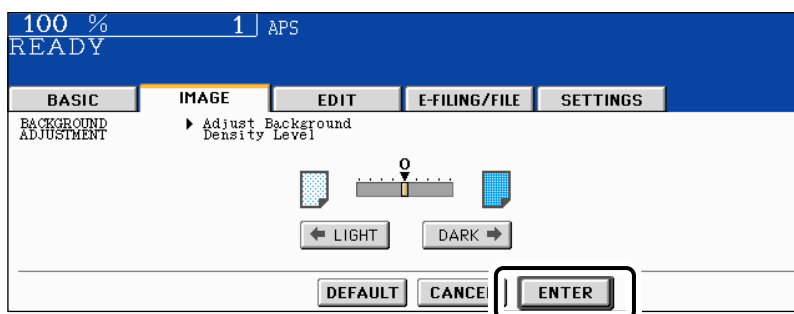 100 % 1 APS
READY
BASIC IMAGE EDIT E-FILING/FILE SETTINGS
BACKGROUND ADJUSTMENT
Adjust Background Density Level
0
LIGHT DARK
DEFAULT CANCEL ENTER